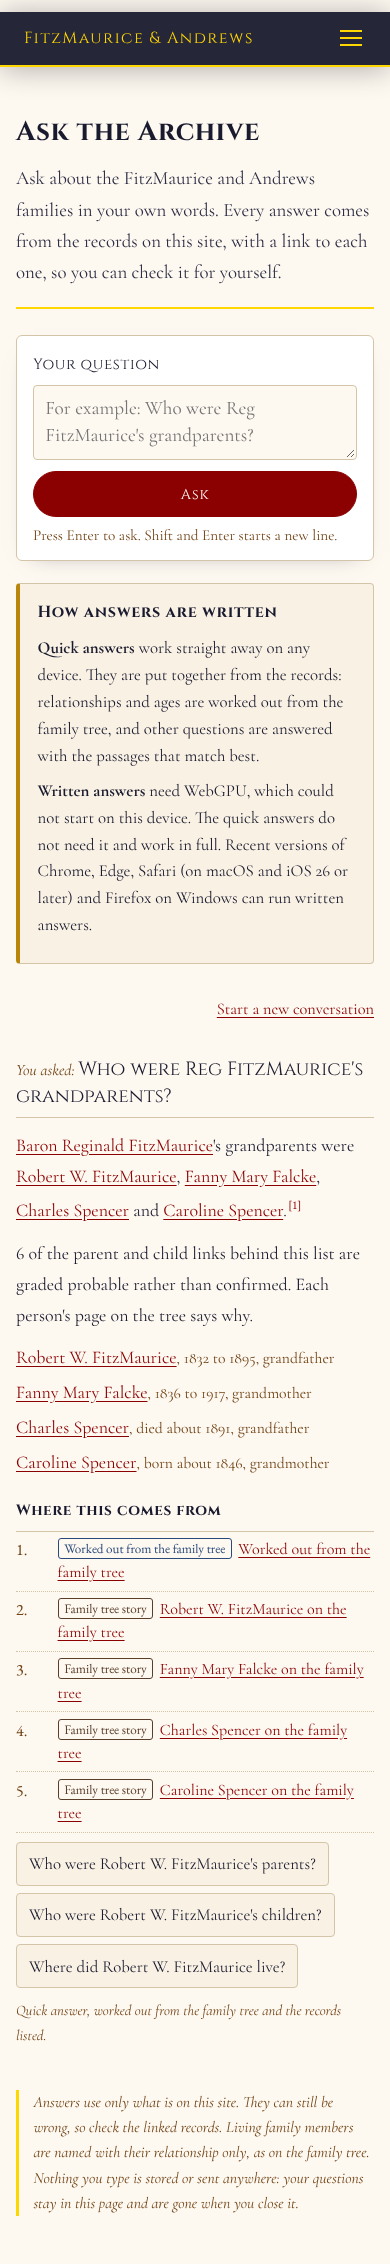 FitzMaurice & Andrews
Ask the Archive
Ask about the FitzMaurice and Andrews
families in your own words. Every answer comes
from the records on this site, with a link to each
one, so you can check it for yourself.
Your question
For example: Who were Reg
FitzMaurice's grandparents?
Ask
Press Enter to ask. Shift and Enter starts a new line.
How answers are written
Quick answers work straight away on any
device. They are put together from the records:
relationships and ages are worked out from the
family tree, and other questions are answered
with the passages that match best.
Written answers need WebGPU, which could
not start on this device. The quick answers do
not need it and work in full. Recent versions of
Chrome, Edge, Safari (on macOS and iOS 26 or
later) and Firefox on Windows can run written
answers.
Start a new conversation
You asked: Who were Reg FitzMaurice's
grandparents?
Baron Reginald FitzMaurice's grandparents were
Robert W. FitzMaurice, Fanny Mary Falcke,
Charles Spencer and Caroline Spencer.[1]
6 of the parent and child links behind this list are
graded probable rather than confirmed. Each
person's page on the tree says why.
Robert W. FitzMaurice, 1832 to 1895, grandfather
Fanny Mary Falcke, 1836 to 1917, grandmother
Charles Spencer, died about 1891, grandfather
Caroline Spencer, born about 1846, grandmother
Where this comes from
1. Worked out from the family tree Worked out from the
family tree
2. Family tree story Robert W. FitzMaurice on the
family tree
3. Family tree story Fanny Mary Falcke on the family
tree
4. Family tree story Charles Spencer on the family
tree
5. Family tree story Caroline Spencer on the family
tree
Who were Robert W. FitzMaurice's parents?
Who were Robert W. FitzMaurice's children?
Where did Robert W. FitzMaurice live?
Quick answer, worked out from the family tree and the records
listed.
Answers use only what is on this site. They can still be
wrong, so check the linked records. Living family members
are named with their relationship only, as on the family tree.
Nothing you type is stored or sent anywhere: your questions
stay in this page and are gone when you close it.